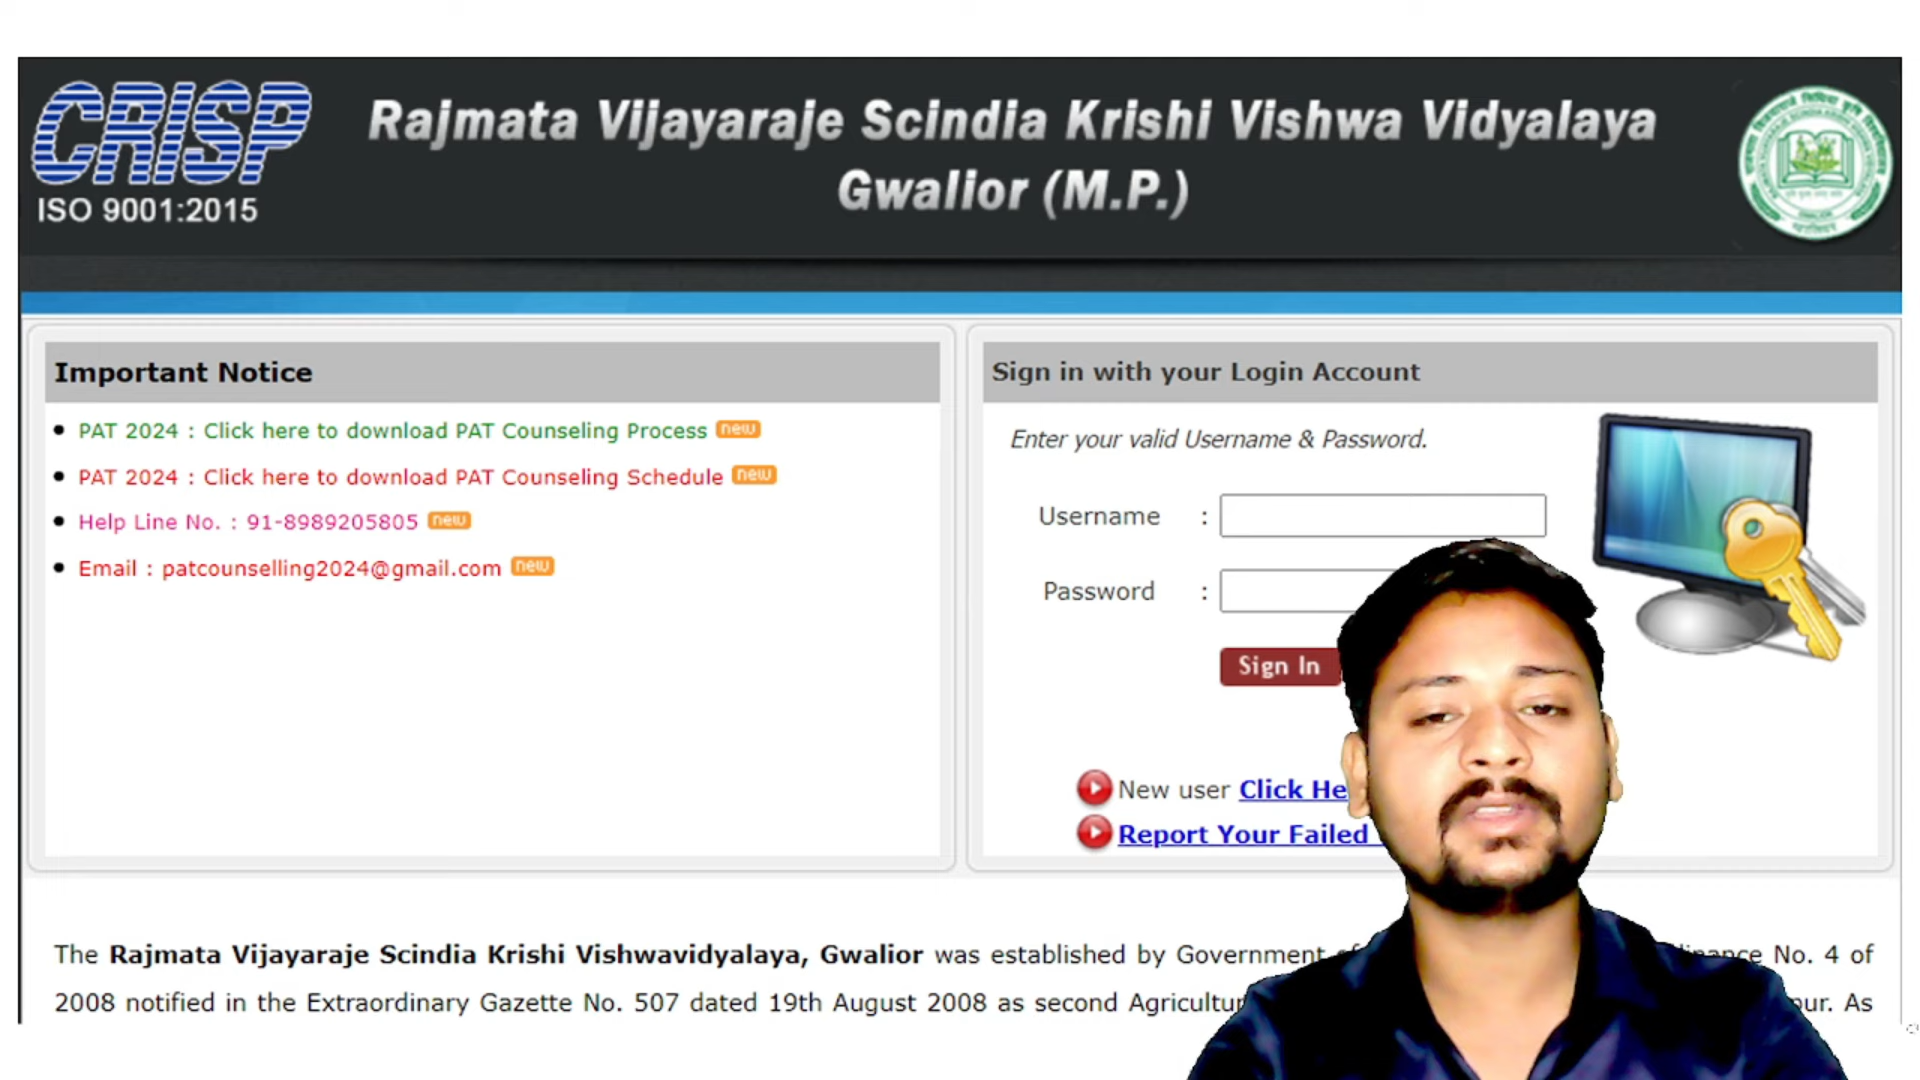 CRISP
ISO 9001:2015
Rajmata Vijayaraje Scindia Krishi Vishwa Vidyalaya
Gwalior (M.P.)
Important Notice
PAT 2024 : Click here to download PAT Counseling Process new
PAT 2024 : Click here to download PAT Counseling Schedule new
Help Line No. : 91-8989205805 new
Email : patcounselling2024@gmail.com new
Sign in with your Login Account
Enter your valid Username & Password.
Username :
Password :
Sign In
New user Click He
Report Your Failed
The Rajmata Vijayaraje Scindia Krishi Vishwavidyalaya, Gwalior was established by Government No. 4 of
2008 notified in the Extraordinary Gazette No. 507 dated 19th August 2008 as second Agricultur As